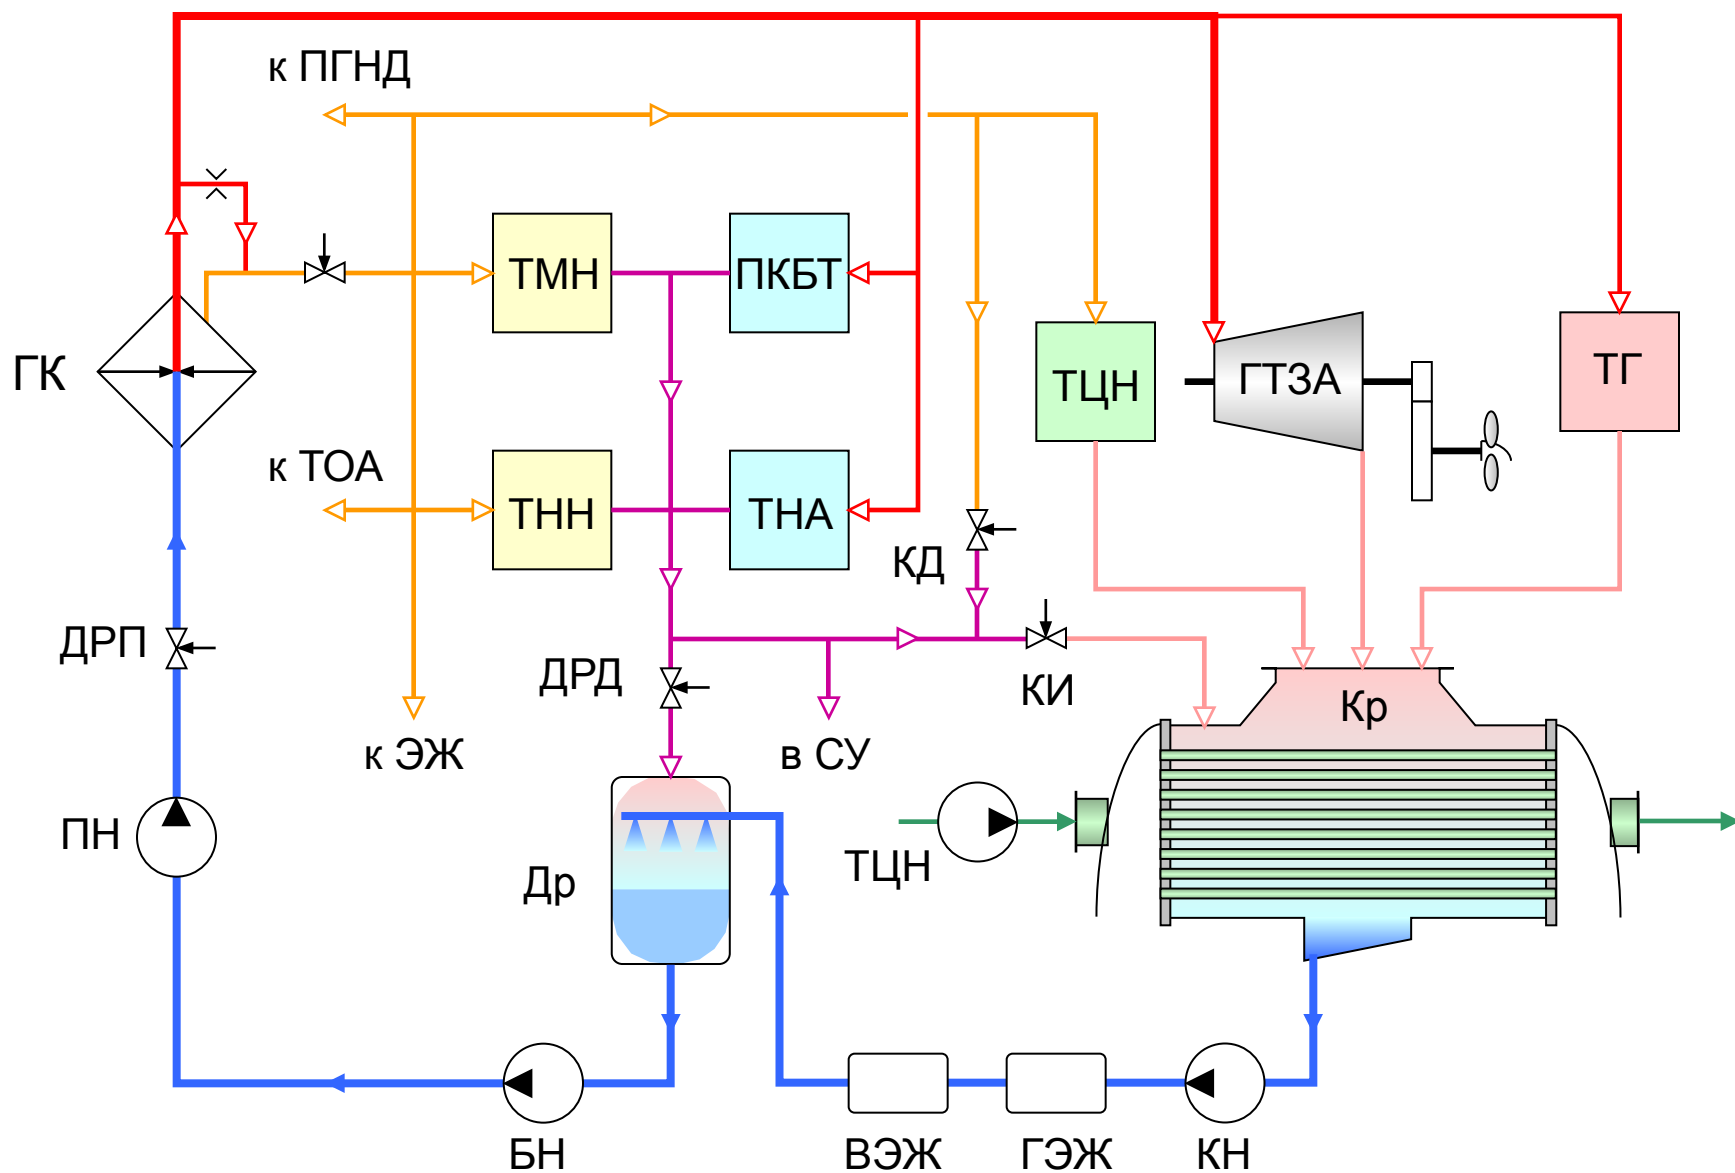 к ПГНД
ТМН
ПКБТ
ГК
ТЦН
ГТЗА
ТГ
к ТОА
ТНН
ТНА
КД
ДРП
ДРД
КИ
Кр
к ЭЖ
в СУ
ПН
ТЦН
Др
БН
ВЭЖ
ГЭЖ
КН